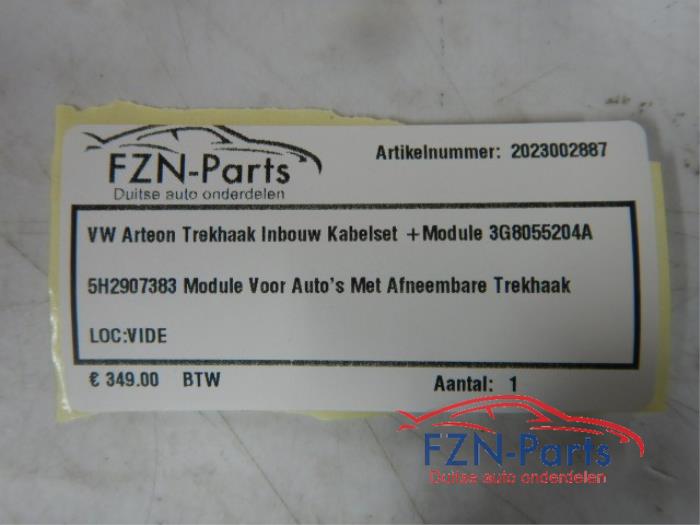 FZN-Parts
Duitse auto onderdelen
Artikelnummer: 2023002887
VW Arteon Trekhaak Inbouw Kabelset +Module 3G8055204A
5H2907383 Module Voor Auto's Met Afneembare Trekhaak
LOC:VIDE
€ 349.00 BTW
Aantal: 1
FZN-Parts
Duitse auto onderdelen